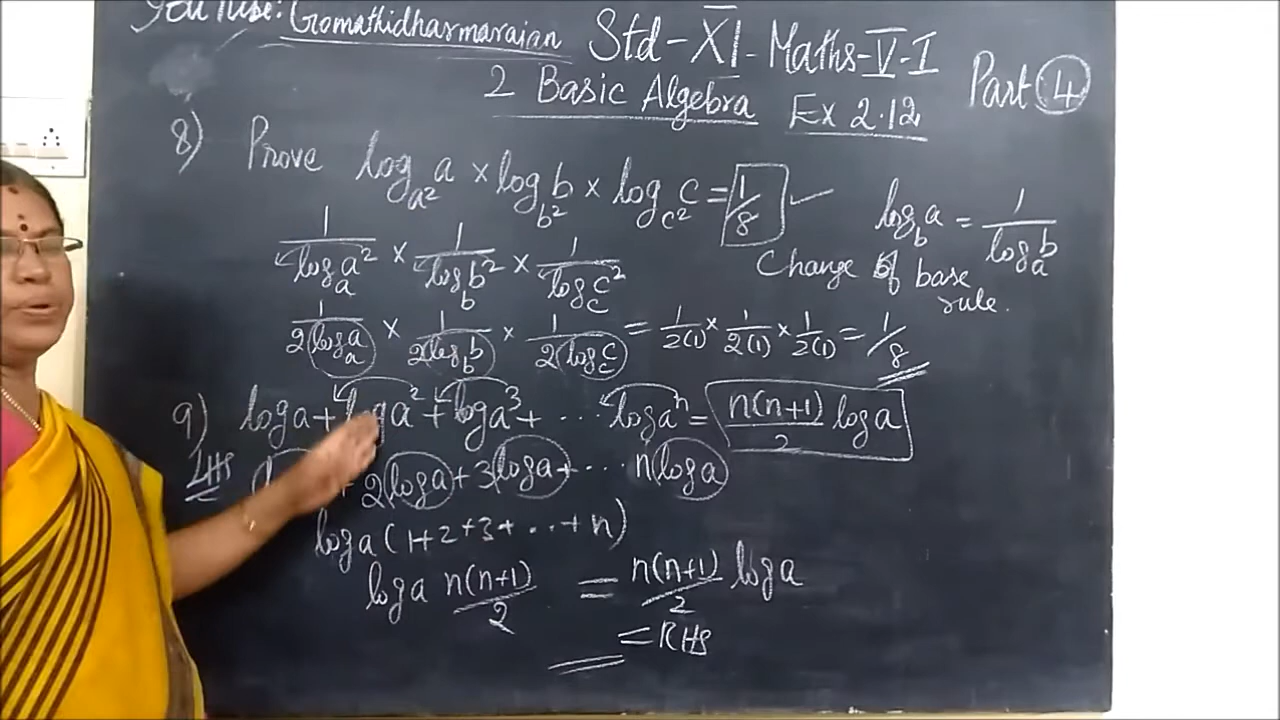 Gomathidharmarajan
Std-XI-Maths-V-I
Part 4
2 Basic Algebra Ex 2.12
8) Prove log_{a²} a × log_{b²} b × log_{c²} c = 1/8 ✓
log_b a = 1/log_a b
Change of base rule.
1/log_a a² × 1/log_b b² × 1/log_c c²
1/2(log_a a) × 1/2(log_b b) × 1/2(log_c c) = 1/2(1) × 1/2(1) × 1/2(1) = 1/8
9) log a + log a² + log a³ + ... log aⁿ = n(n+1)/2 log a
LHS + 2(log a) + 3(log a) + ... n(log a)
log a (1+2+3+...+n)
log a n(n+1)/2 = n(n+1)/2 log a
= RHS